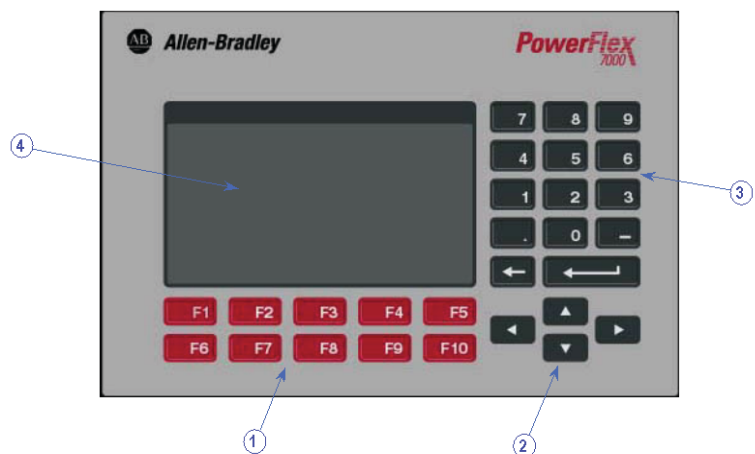 AB Allen-Bradley
PowerFlex
7000
7 8 9
4 5 6
1 2 3
. 0 –
F1 F2 F3 F4 F5
F6 F7 F8 F9 F10
4
3
1
2